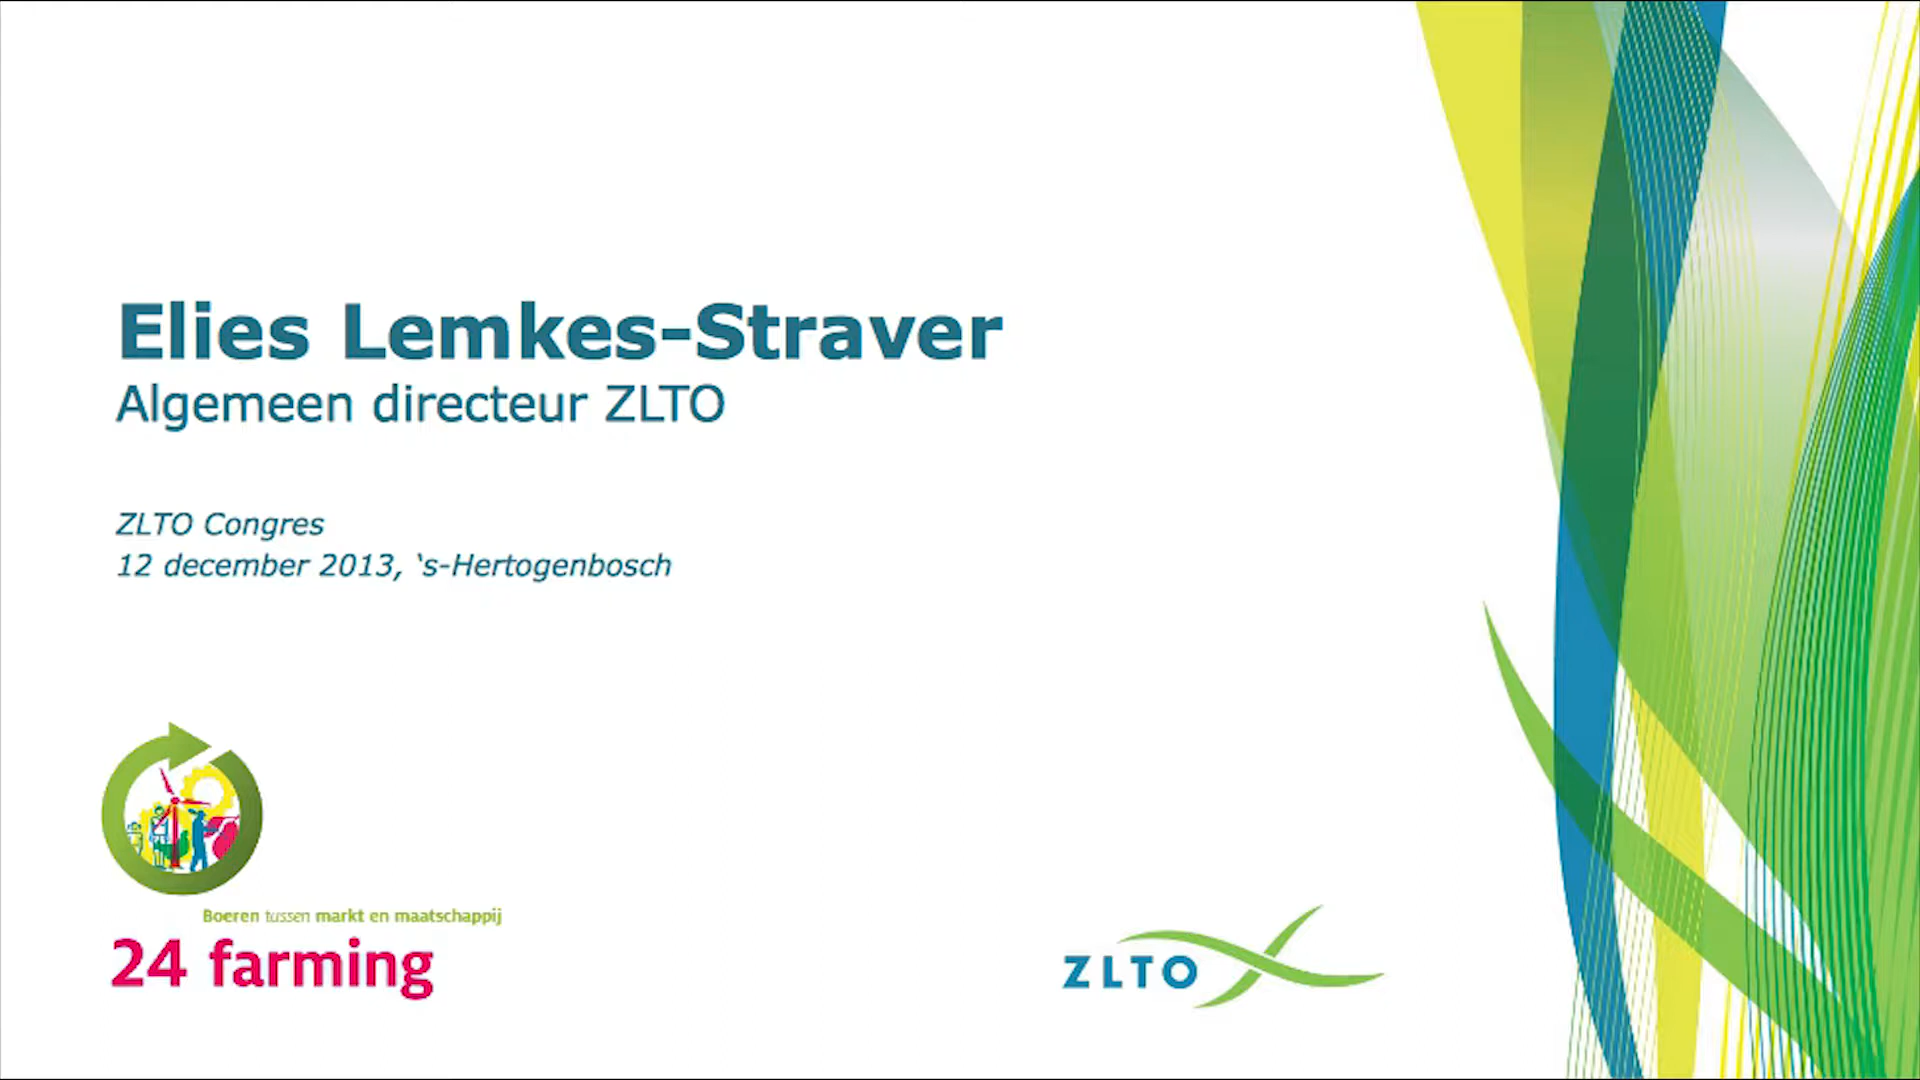 Elies Lemkes-Straver
Algemeen directeur ZLTO
ZLTO Congres
12 december 2013, ‘s-Hertogenbosch
Boeren tussen markt en maatschappij
24 farming
ZLTO